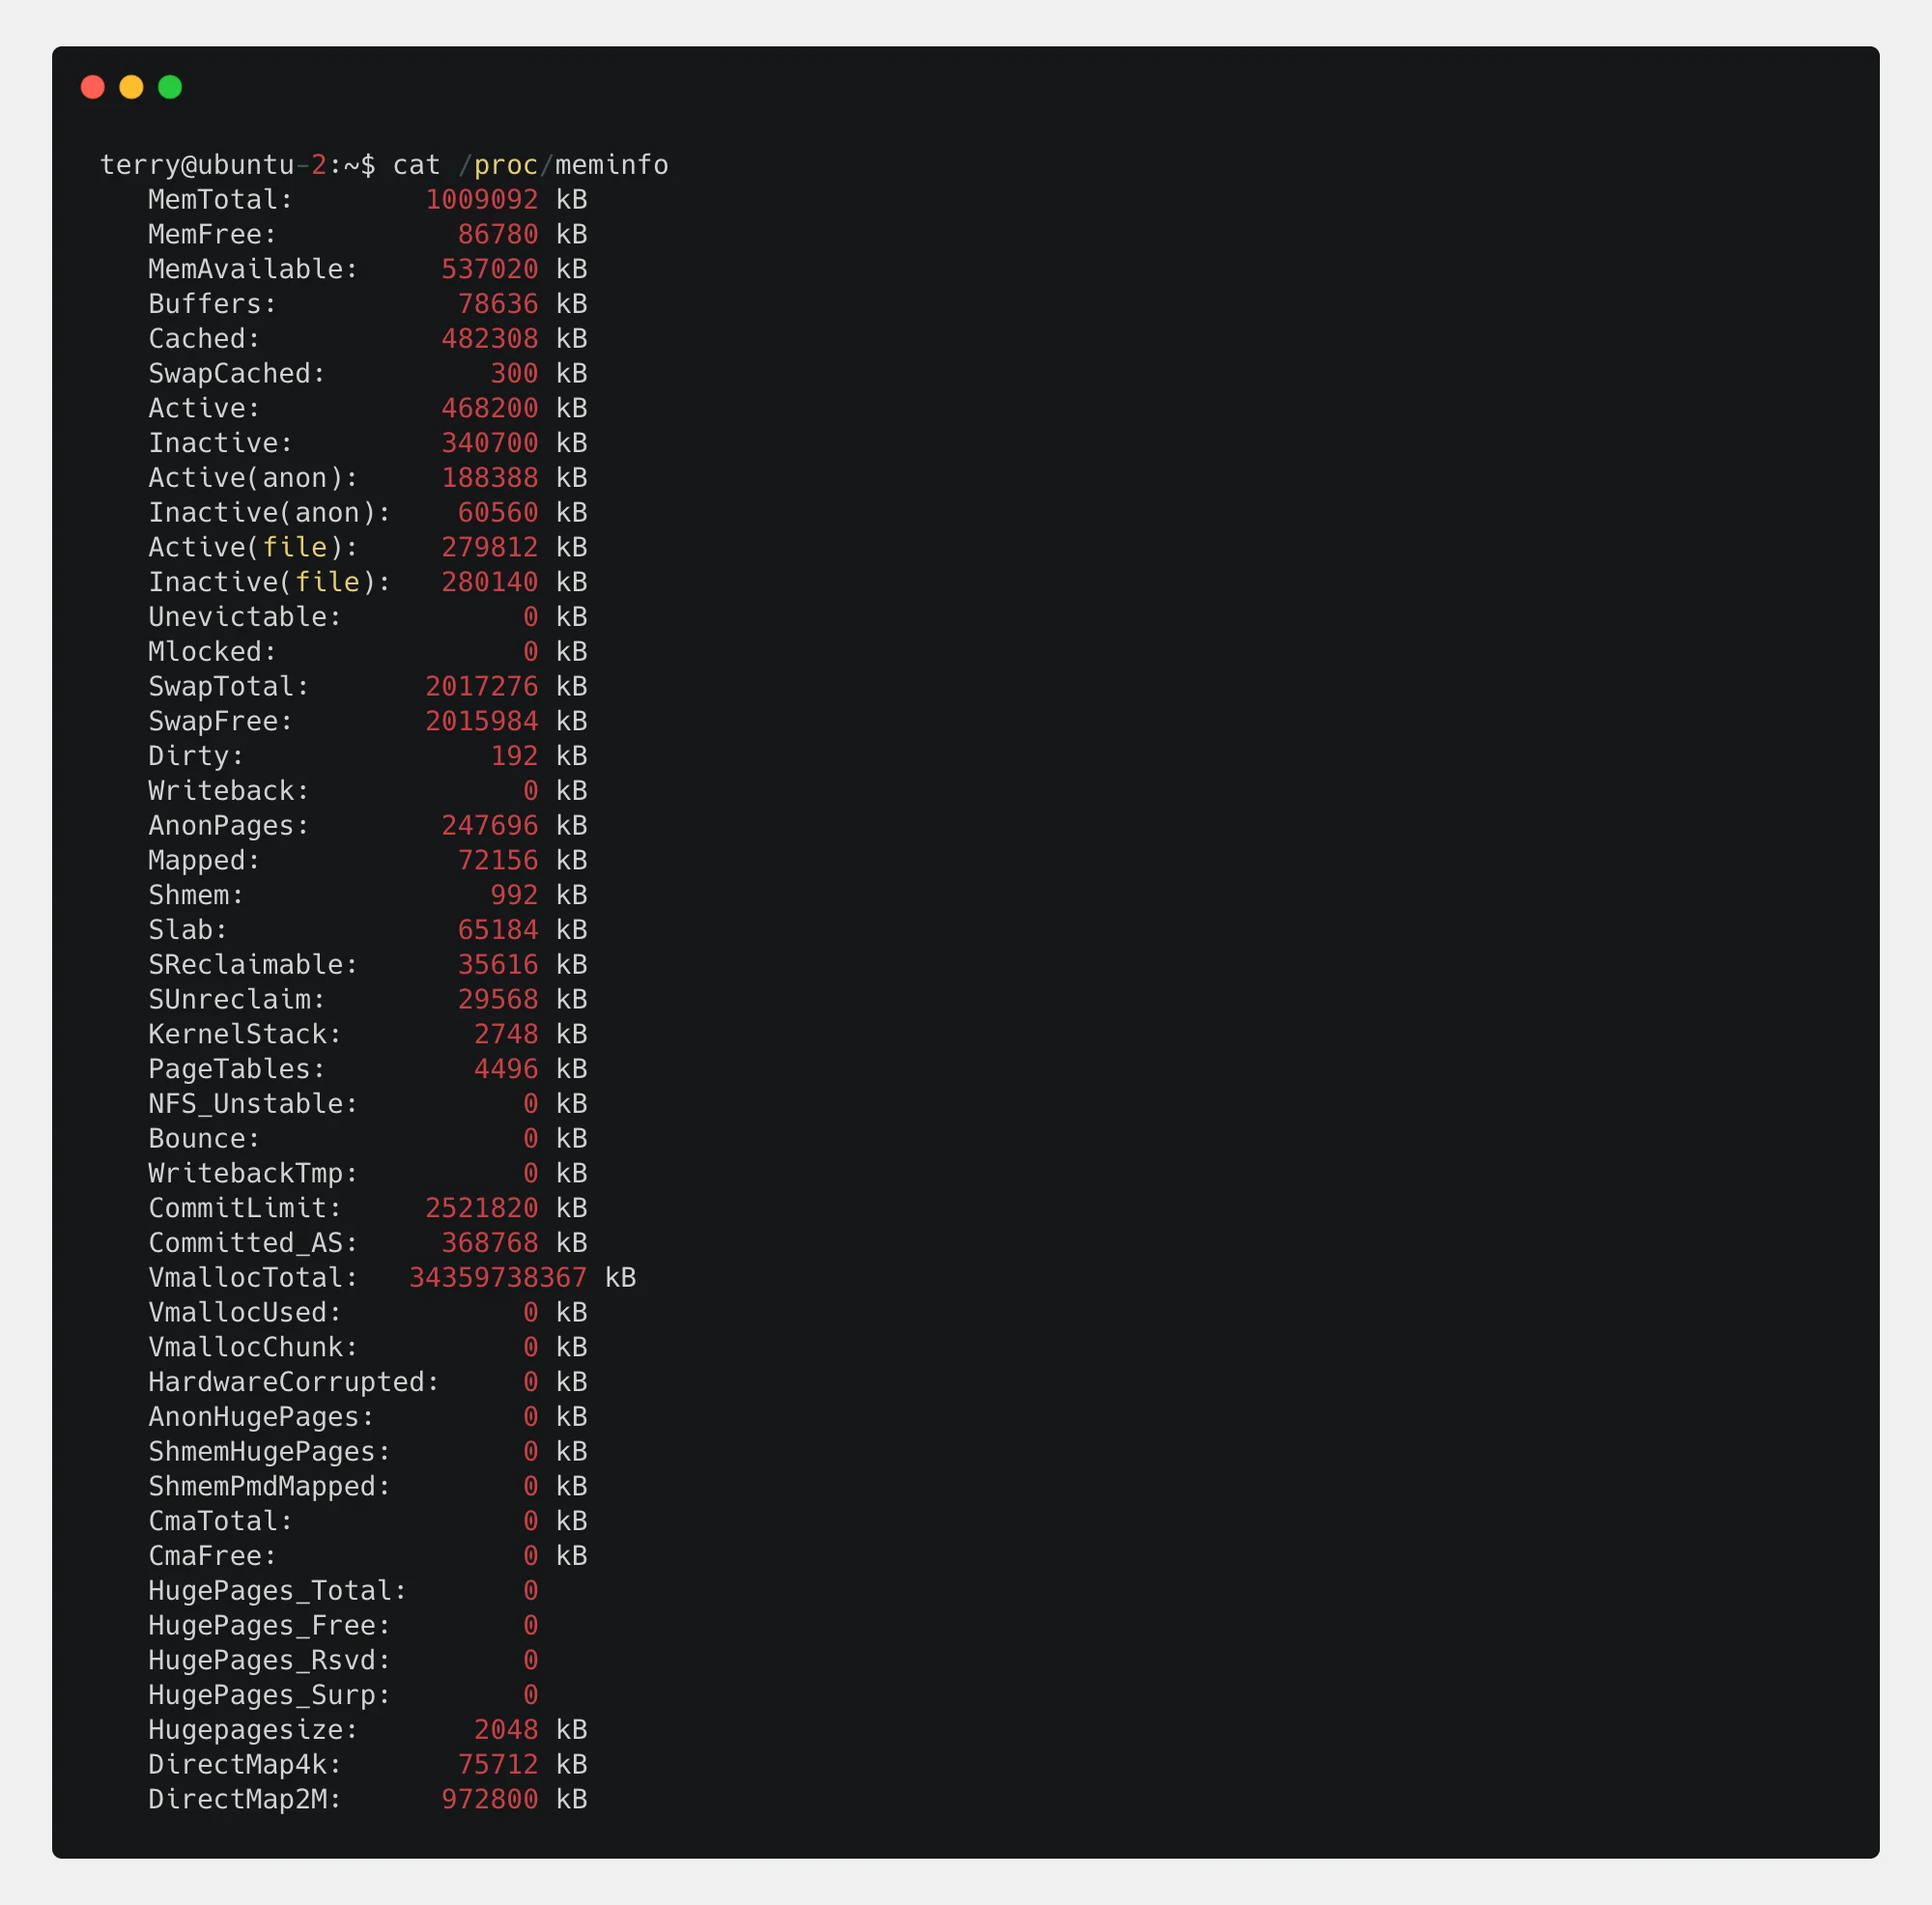 terry@ubuntu-2:~$ cat /proc/meminfo
MemTotal:        1009092 kB
MemFree:           86780 kB
MemAvailable:     537020 kB
Buffers:           78636 kB
Cached:           482308 kB
SwapCached:          300 kB
Active:           468200 kB
Inactive:         340700 kB
Active(anon):     188388 kB
Inactive(anon):    60560 kB
Active(file):     279812 kB
Inactive(file):   280140 kB
Unevictable:           0 kB
Mlocked:               0 kB
SwapTotal:       2017276 kB
SwapFree:        2015984 kB
Dirty:               192 kB
Writeback:             0 kB
AnonPages:        247696 kB
Mapped:            72156 kB
Shmem:               992 kB
Slab:              65184 kB
SReclaimable:      35616 kB
SUnreclaim:        29568 kB
KernelStack:        2748 kB
PageTables:         4496 kB
NFS_Unstable:          0 kB
Bounce:                0 kB
WritebackTmp:          0 kB
CommitLimit:     2521820 kB
Committed_AS:     368768 kB
VmallocTotal:   34359738367 kB
VmallocUsed:           0 kB
VmallocChunk:          0 kB
HardwareCorrupted:     0 kB
AnonHugePages:         0 kB
ShmemHugePages:        0 kB
ShmemPmdMapped:        0 kB
CmaTotal:              0 kB
CmaFree:               0 kB
HugePages_Total:       0
HugePages_Free:        0
HugePages_Rsvd:        0
HugePages_Surp:        0
Hugepagesize:       2048 kB
DirectMap4k:       75712 kB
DirectMap2M:      972800 kB